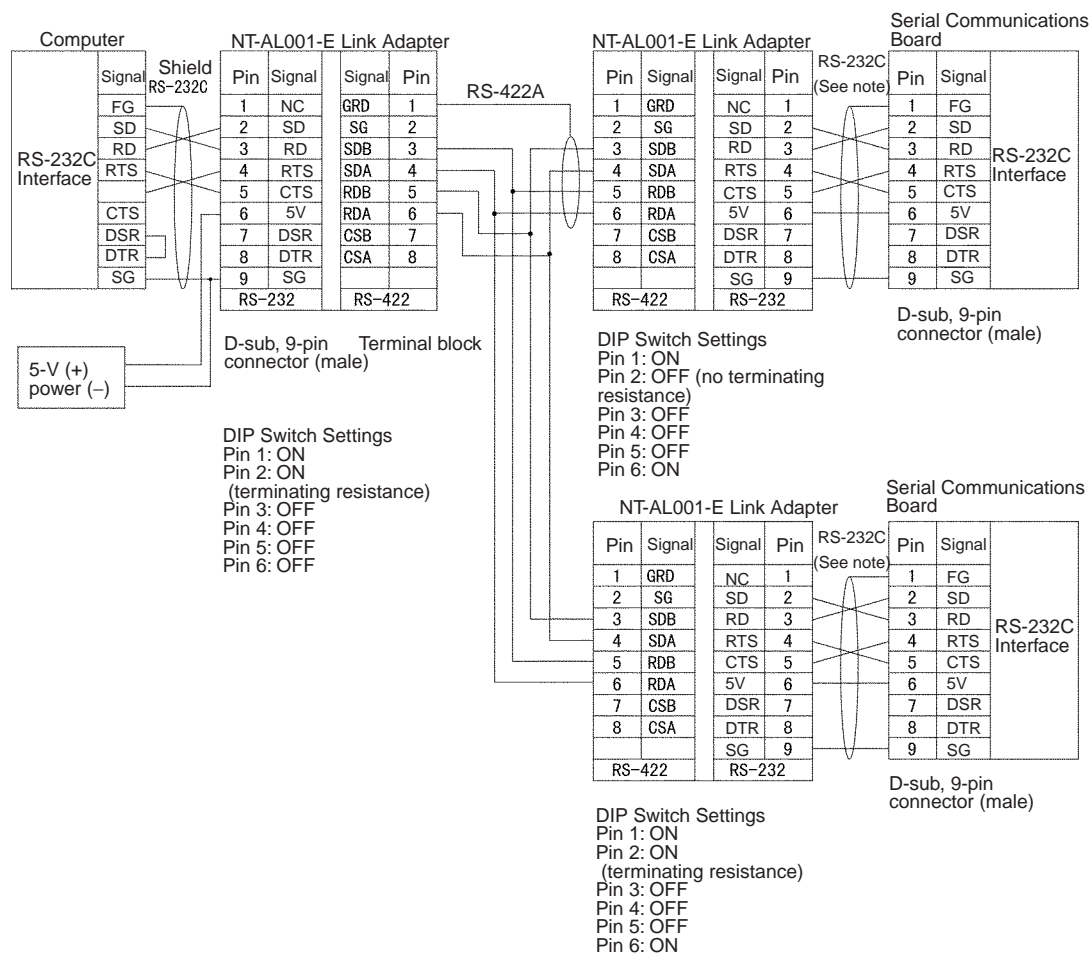 Computer
NT-AL001-E Link Adapter
Signal
Shield
RS-232C
Pin Signal Signal Pin
FG 1 NC GRD 1
SD 2 SD SG 2
RD 3 RD SDB 3
RTS 4 RTS SDA 4
5 CTS RDB 5
CTS 6 5V RDA 6
DSR 7 DSR CSB 7
DTR 8 DTR CSA 8
SG 9 SG
RS-232C
Interface
RS-232 RS-422
D-sub, 9-pin
connector (male)
Terminal block
5-V (+)
power (–)
DIP Switch Settings
Pin 1: ON
Pin 2: ON
(terminating resistance)
Pin 3: OFF
Pin 4: OFF
Pin 5: OFF
Pin 6: OFF
RS-422A
NT-AL001-E Link Adapter
Serial Communications
Board
RS-232C
(See note)
Pin Signal Signal Pin Pin Signal
1 GRD NC 1 1 FG
2 SG SD 2 2 SD
3 SDB RD 3 3 RD
4 SDA RTS 4 4 RTS
5 RDB CTS 5 5 CTS
6 RDA 5V 6 6 5V
7 CSB DSR 7 7 DSR
8 CSA DTR 8 8 DTR
SG 9 9 SG
RS-232C
Interface
RS-422 RS-232
D-sub, 9-pin
connector (male)
DIP Switch Settings
Pin 1: ON
Pin 2: OFF (no terminating
resistance)
Pin 3: OFF
Pin 4: OFF
Pin 5: OFF
Pin 6: ON
NT-AL001-E Link Adapter
Serial Communications
Board
RS-232C
(See note)
Pin Signal Signal Pin Pin Signal
1 GRD NC 1 1 FG
2 SG SD 2 2 SD
3 SDB RD 3 3 RD
4 SDA RTS 4 4 RTS
5 RDB CTS 5 5 CTS
6 RDA 5V 6 6 5V
7 CSB DSR 7 7 DSR
8 CSA DTR 8 8 DTR
SG 9 9 SG
RS-232C
Interface
RS-422 RS-232
D-sub, 9-pin
connector (male)
DIP Switch Settings
Pin 1: ON
Pin 2: ON
(terminating resistance)
Pin 3: OFF
Pin 4: OFF
Pin 5: OFF
Pin 6: ON